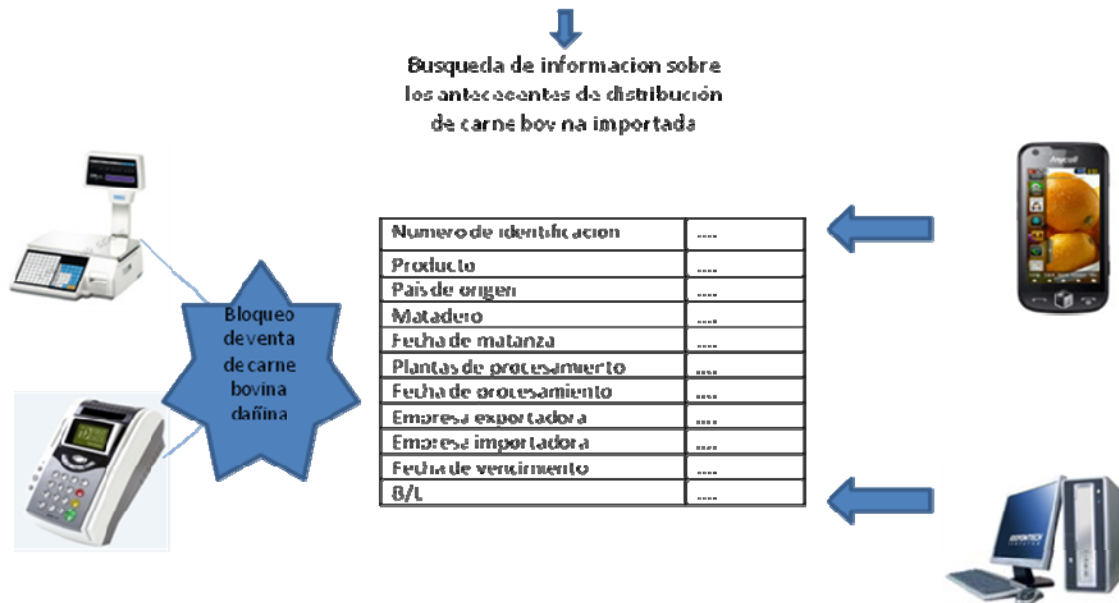 Busqueda de informacion sobre
los antecedentes de distribución
de carne bovina importada
Anycall
Numero de identificacion ....
Producto ....
Pais de origen ....
Matadero ....
Fecha de matanza ....
Plantas de procesamiento ....
Fecha de procesamiento ....
Empresa exportadora ....
Empresa importadora ....
Fecha de vencimiento ....
B/L ....
Bloqueo
de venta
de carne
bovina
dañina